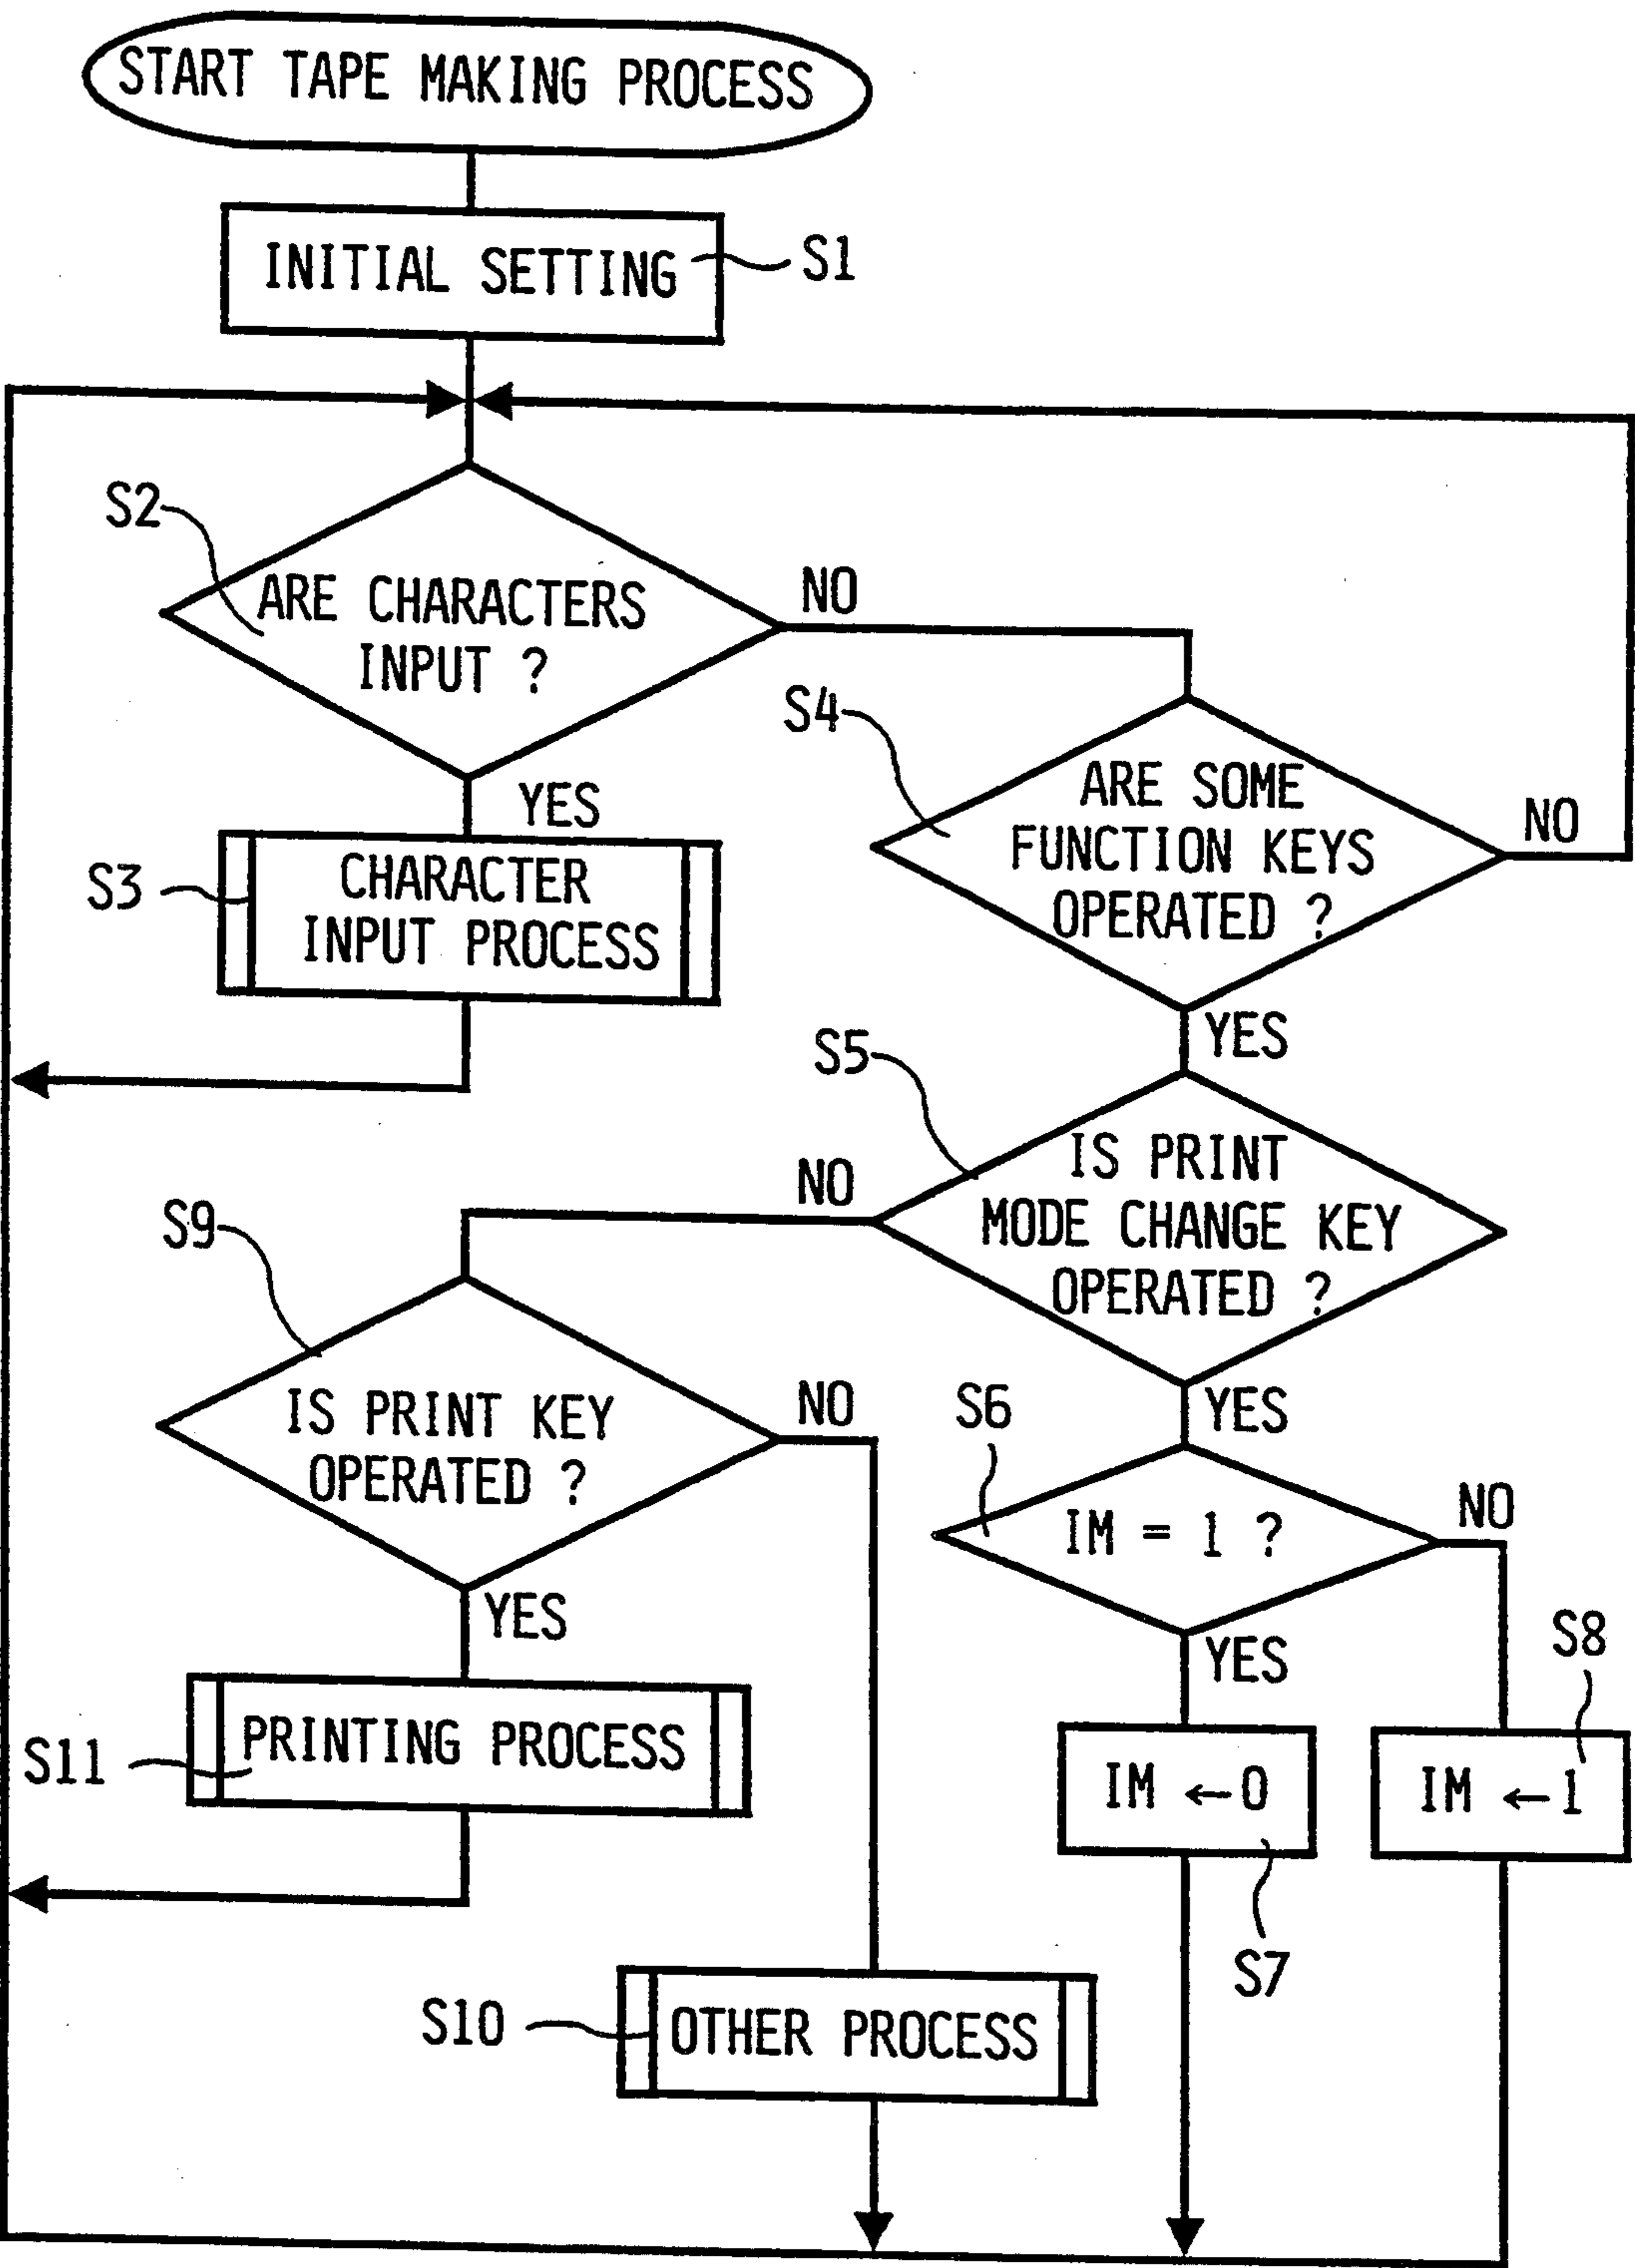 START TAPE MAKING PROCESS
INITIAL SETTING
S1
S2
ARE CHARACTERS
INPUT ?
NO
YES
S3
CHARACTER
INPUT PROCESS
S4
ARE SOME
FUNCTION KEYS
OPERATED ?
NO
YES
S5
IS PRINT
MODE CHANGE KEY
OPERATED ?
NO
YES
S9
IS PRINT KEY
OPERATED ?
NO
YES
S6
IM = 1 ?
NO
YES
S8
S11
PRINTING PROCESS
IM ←0
IM ←1
S7
S10
OTHER PROCESS